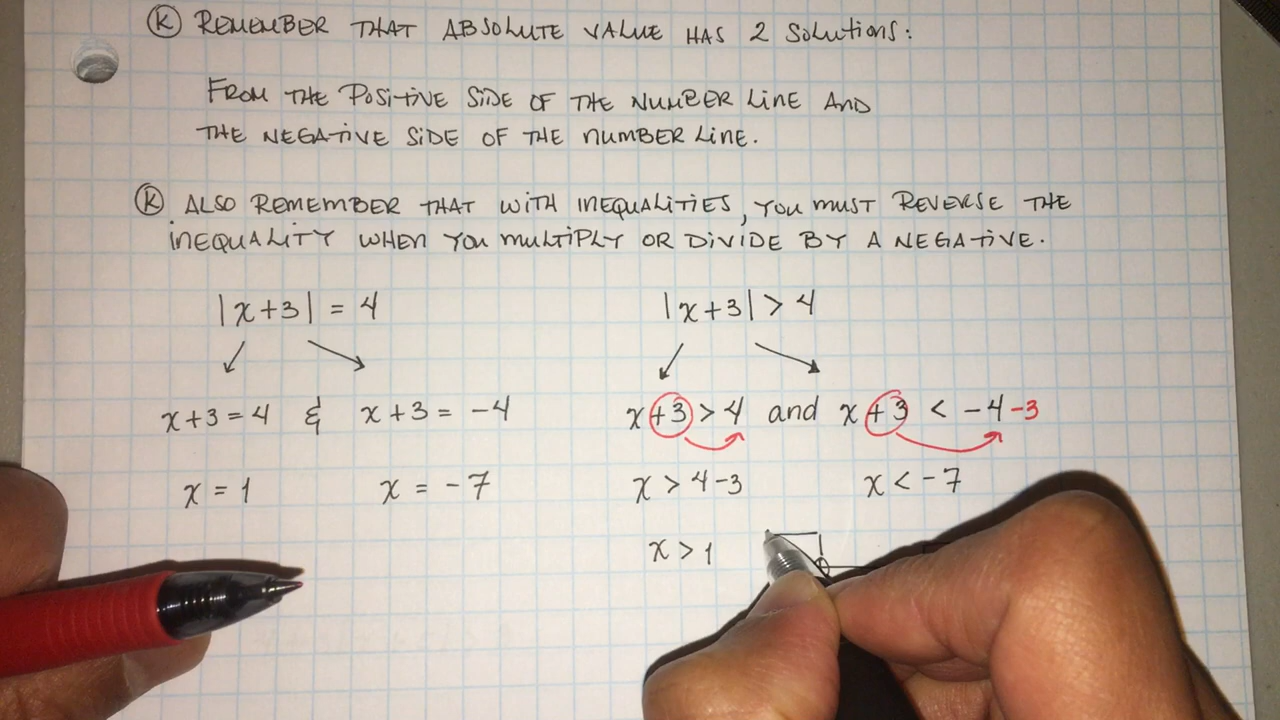 Ⓚ REMEMBER THAT ABSOLUTE VALUE HAS 2 SOLUTIONS:
FROM THE POSITIVE SIDE OF THE NUMBER LINE AND
THE NEGATIVE SIDE OF THE NUMBER LINE.
Ⓚ ALSO REMEMBER THAT WITH INEQUALITIES, YOU MUST REVERSE THE
INEQUALITY WHEN YOU MULTIPLY OR DIVIDE BY A NEGATIVE.
|x+3| = 4 |x+3| > 4
x+3 = 4 & x+3 = -4 x+3 > 4 and x+3 < -4-3
x = 1 x = -7 x > 4-3 x < -7
x > 1